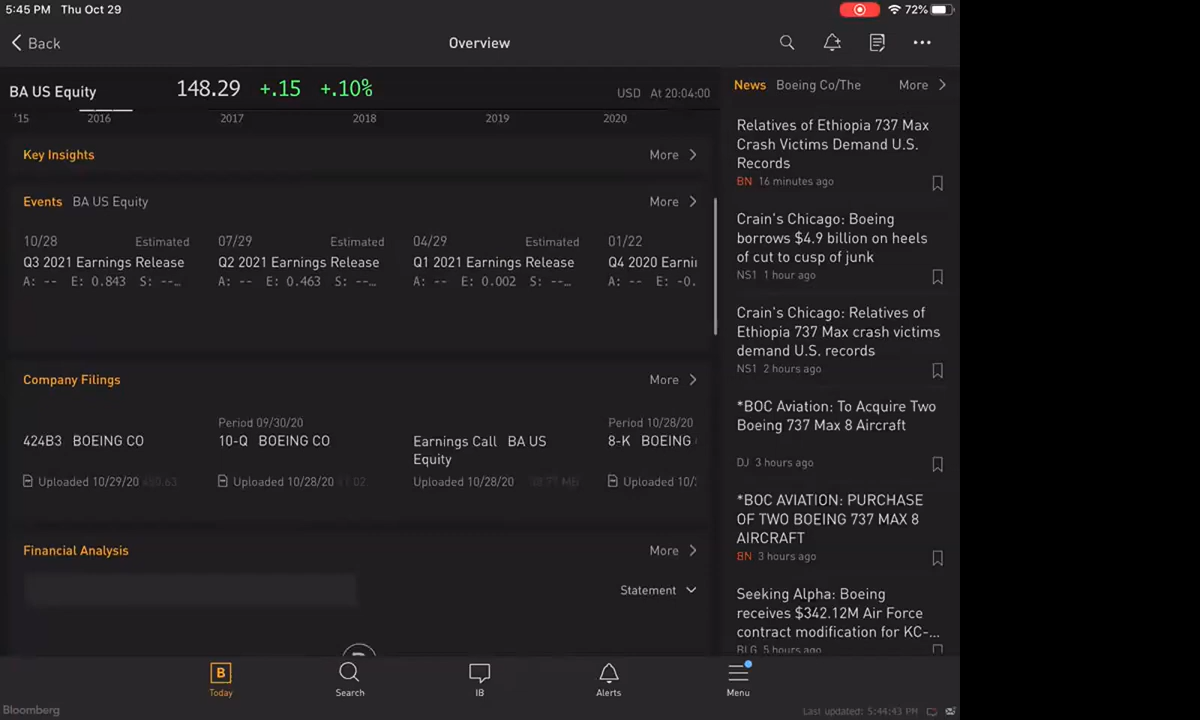 5:45 PM Thu Oct 29
72%
Back
Overview
BA US Equity
148.29 +.15 +.10%
USD At 20:04:00
'15 2016 2017 2018 2019 2020
Key Insights
More
Events BA US Equity
More
10/28 Estimated
Q3 2021 Earnings Release
A: -- E: 0.843 S: --...
07/29 Estimated
Q2 2021 Earnings Release
A: -- E: 0.463 S: --...
04/29 Estimated
Q1 2021 Earnings Release
A: -- E: 0.002 S: --...
01/22
Q4 2020 Earni
A: -- E: -0.
Company Filings
More
424B3 BOEING CO
Uploaded 10/29/20
Period 09/30/20
10-Q BOEING CO
Uploaded 10/28/20
Earnings Call BA US
Equity
Uploaded 10/28/20
Period 10/28/20
8-K BOEING
Uploaded 10/2
Financial Analysis
More
Statement
News Boeing Co/The
More
Relatives of Ethiopia 737 Max
Crash Victims Demand U.S.
Records
BN 16 minutes ago
Crain's Chicago: Boeing
borrows $4.9 billion on heels
of cut to cusp of junk
NS1 1 hour ago
Crain's Chicago: Relatives of
Ethiopia 737 Max crash victims
demand U.S. records
NS1 2 hours ago
*BOC Aviation: To Acquire Two
Boeing 737 Max 8 Aircraft
DJ 3 hours ago
*BOC AVIATION: PURCHASE
OF TWO BOEING 737 MAX 8
AIRCRAFT
BN 3 hours ago
Seeking Alpha: Boeing
receives $342.12M Air Force
contract modification for KC-...
BLG 5 hours ago
B
Today
Search
IB
Alerts
Menu
Bloomberg
Last updated: 5:44:43 PM